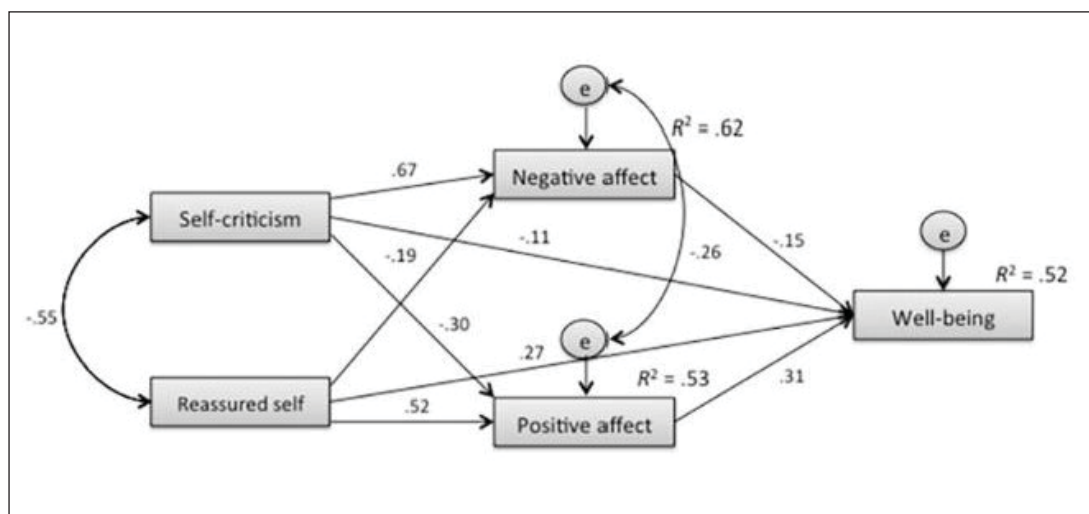 e
R² = .62
.67
Negative affect
Self-criticism
e
-.11
-.15
-.19
-.26
R² = .52
Well-being
-.55
-.30
e
.27
R² = .53
.31
Reassured self
.52
Positive affect